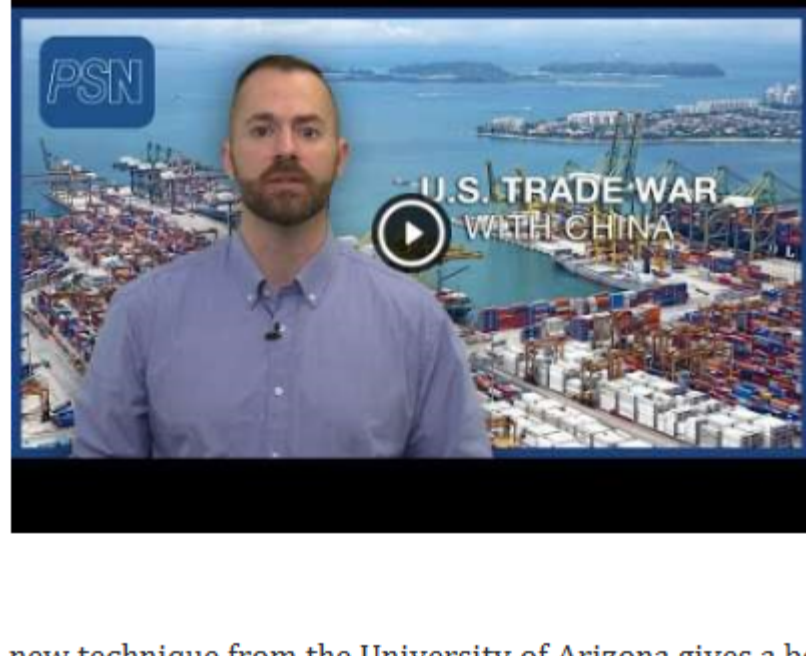 PSN
U.S. TRADE WAR
WITH CHINA
new technique from the University of Arizona gives a